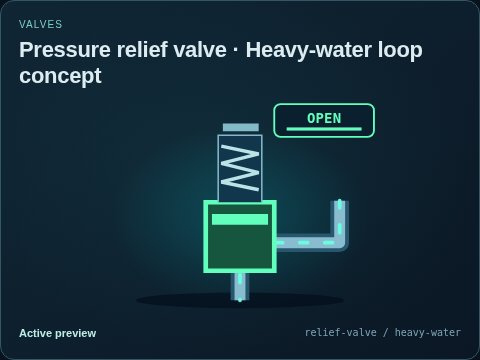 VALVES
Pressure relief valve · Heavy-water loop
concept
OPEN
Active preview
relief-valve / heavy-water